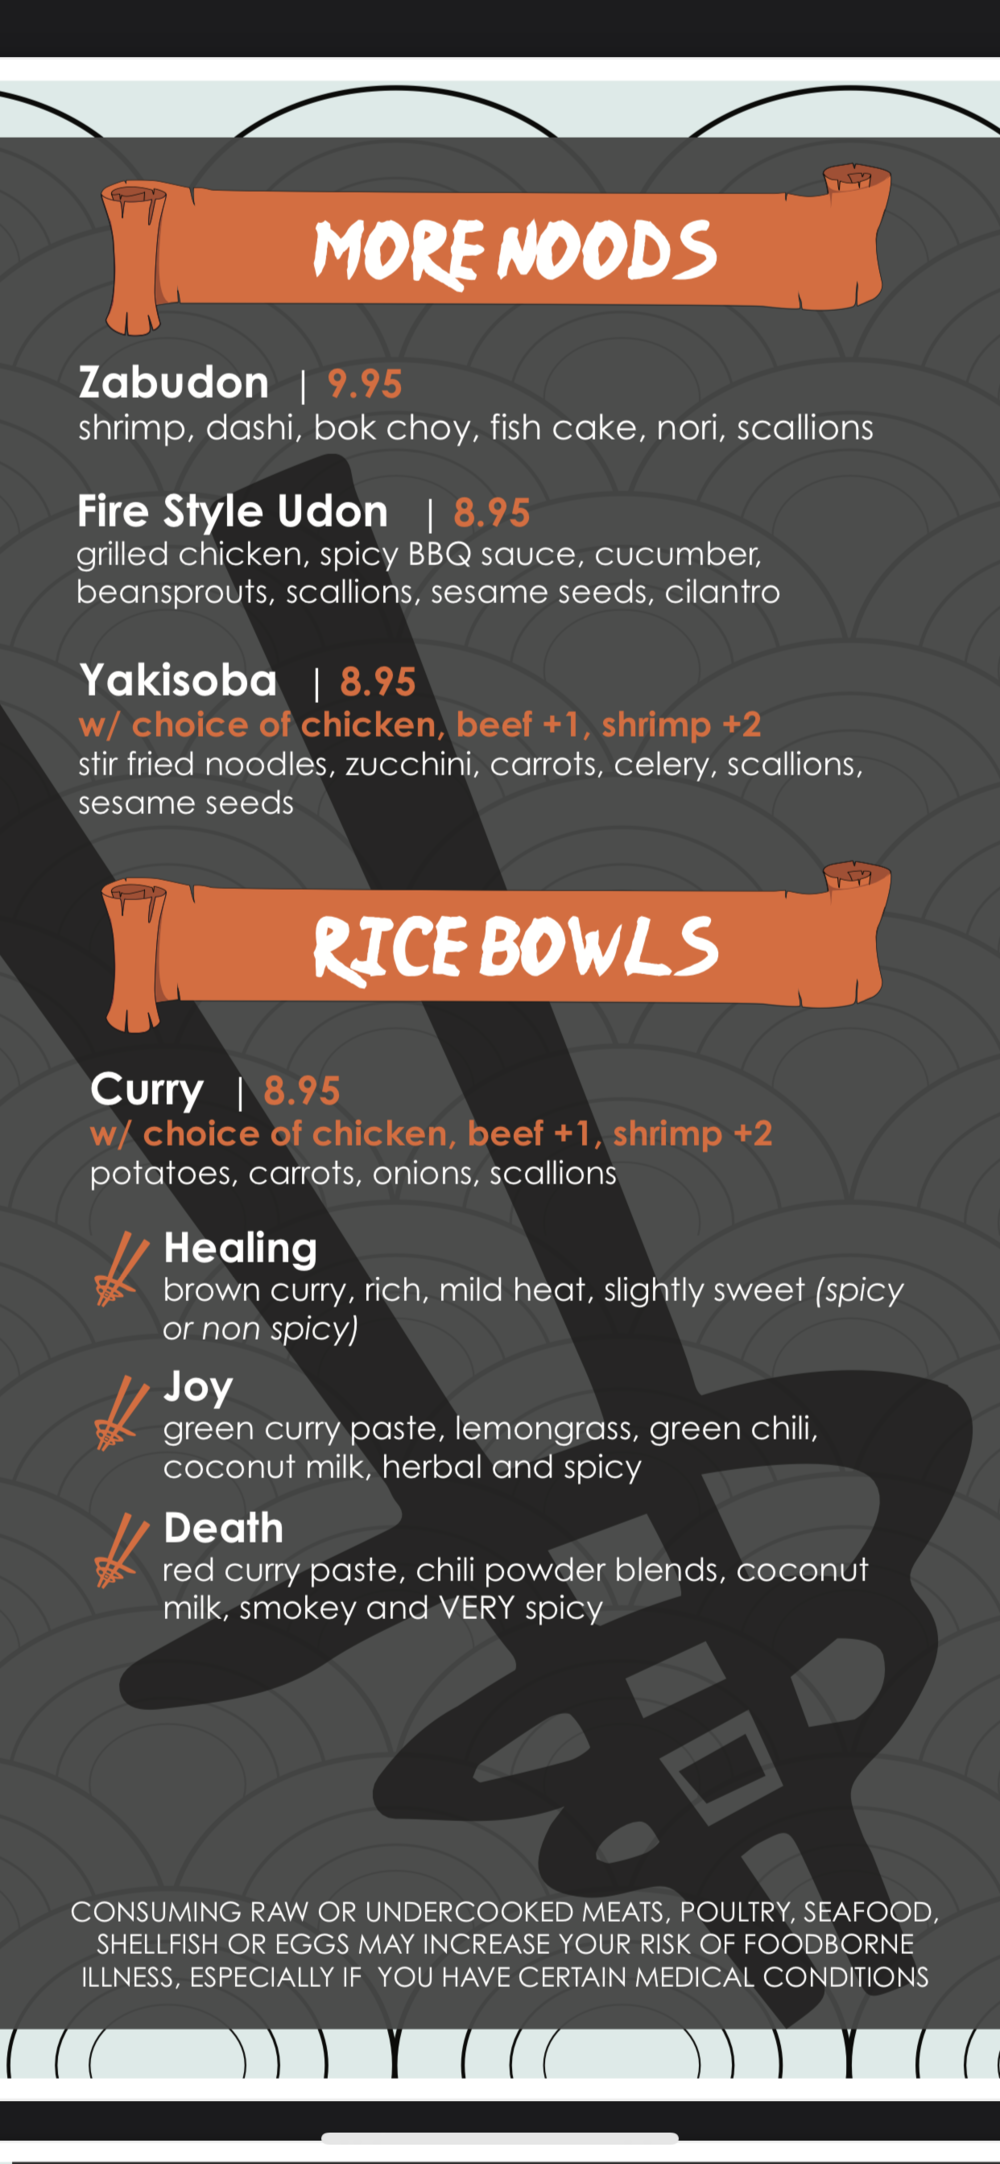 MORE NOODS
Zabudon | 9.95
shrimp, dashi, bok choy, fish cake, nori, scallions
Fire Style Udon | 8.95
grilled chicken, spicy BBQ sauce, cucumber,
beansprouts, scallions, sesame seeds, cilantro
Yakisoba | 8.95
w/ choice of chicken, beef +1, shrimp +2
stir fried noodles, zucchini, carrots, celery, scallions,
sesame seeds
RICE BOWLS
Curry | 8.95
w/ choice of chicken, beef +1, shrimp +2
potatoes, carrots, onions, scallions
Healing
brown curry, rich, mild heat, slightly sweet (spicy
or non spicy)
Joy
green curry paste, lemongrass, green chili,
coconut milk, herbal and spicy
Death
red curry paste, chili powder blends, coconut
milk, smokey and VERY spicy
CONSUMING RAW OR UNDERCOOKED MEATS, POULTRY, SEAFOOD,
SHELLFISH OR EGGS MAY INCREASE YOUR RISK OF FOODBORNE
ILLNESS, ESPECIALLY IF YOU HAVE CERTAIN MEDICAL CONDITIONS